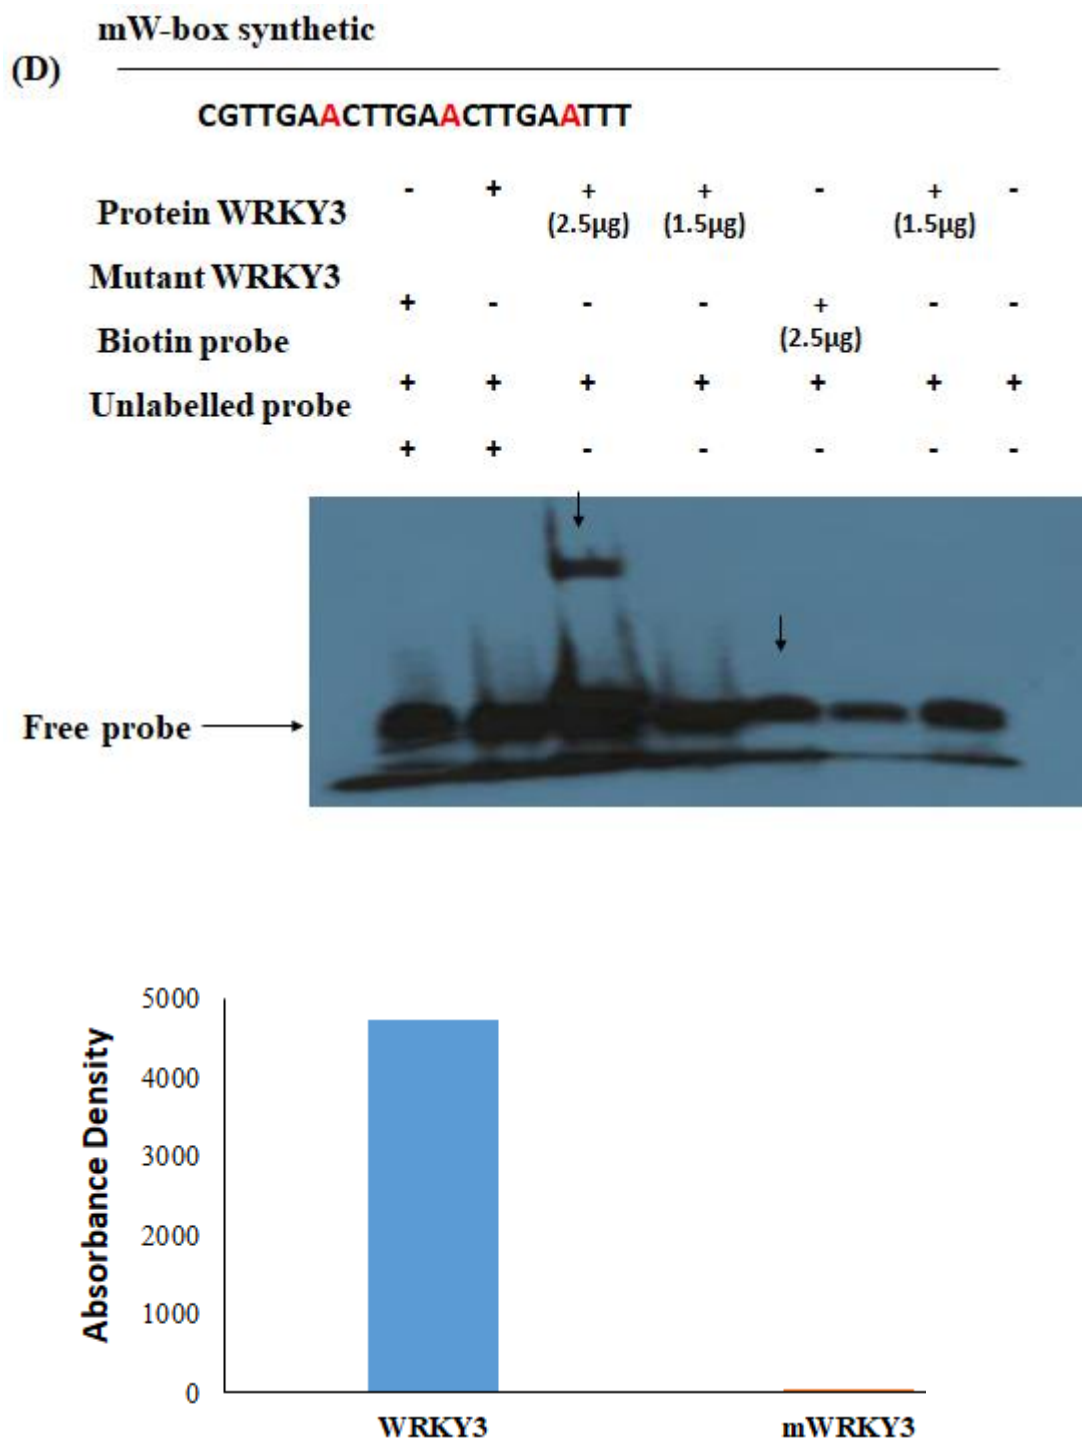 mW-box synthetic
(D)
CGTTGAACTTGAACTTGAATTT
- + + + - + -
Protein WRKY3 (2.5μg) (1.5μg) (1.5μg)
Mutant WRKY3
+ - - - + - -
Biotin probe (2.5μg)
+ + + + + + +
Unlabelled probe
+ + - - - - -
Free probe
5000
4000
3000
2000
1000
0
Absorbance Density
WRKY3 mWRKY3